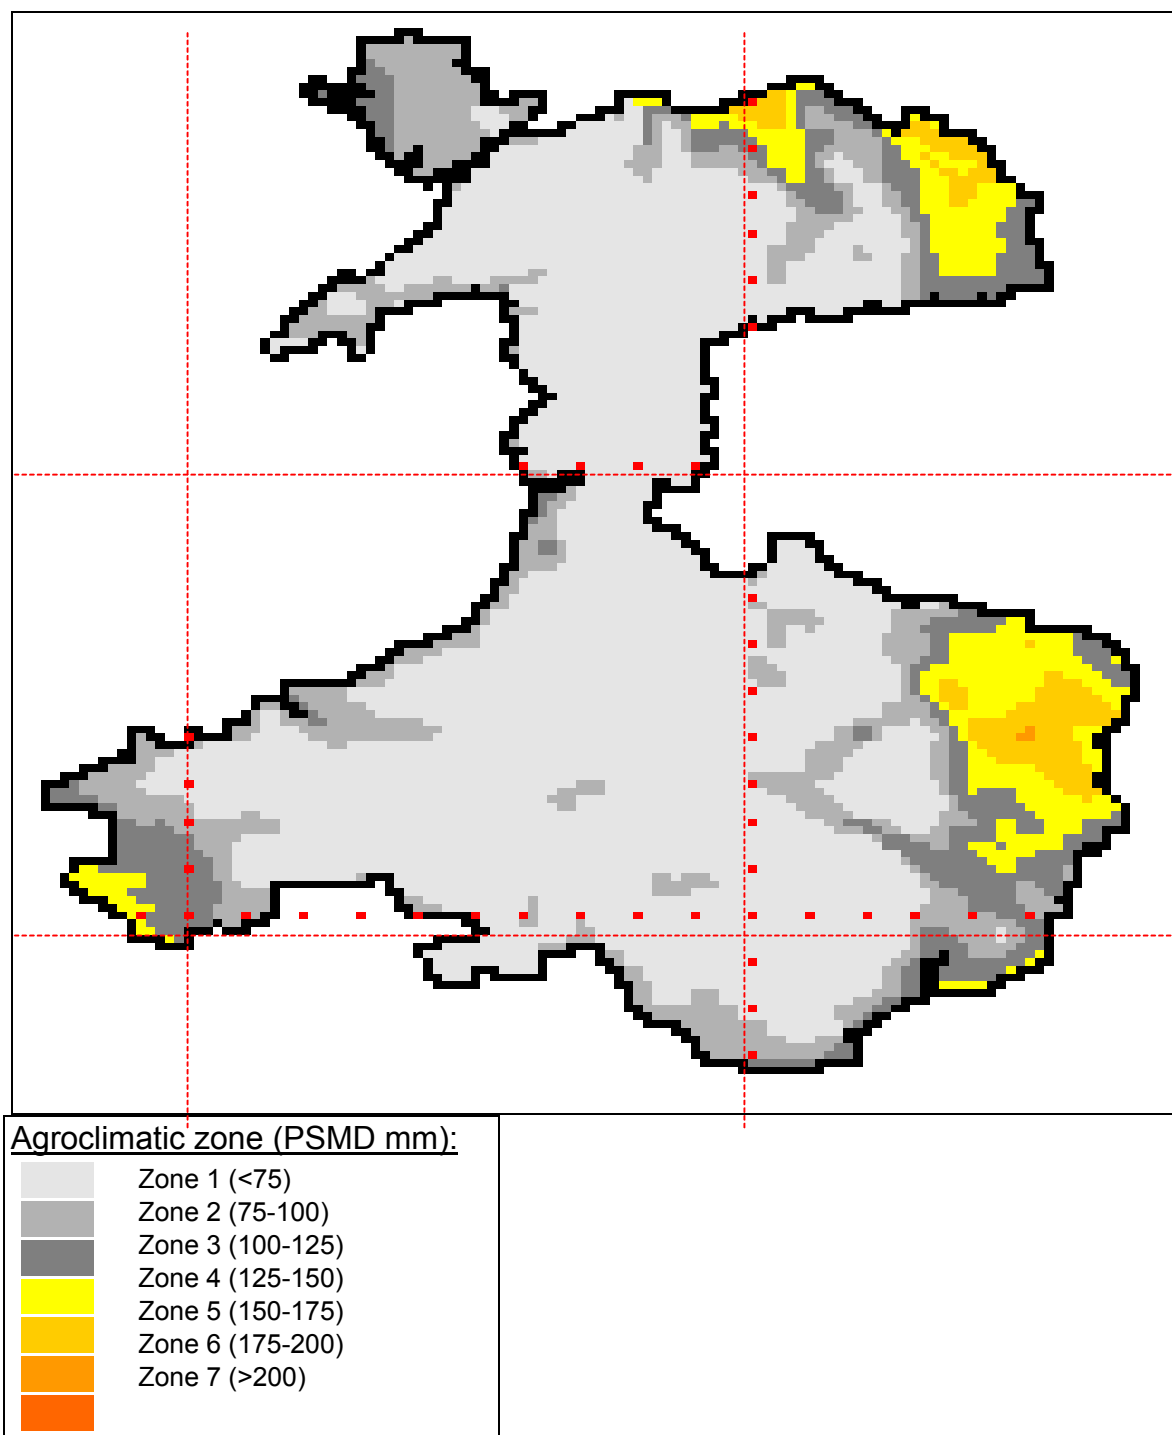 Agroclimatic zone (PSMD mm):
Zone 1 (<75)
Zone 2 (75-100)
Zone 3 (100-125)
Zone 4 (125-150)
Zone 5 (150-175)
Zone 6 (175-200)
Zone 7 (>200)